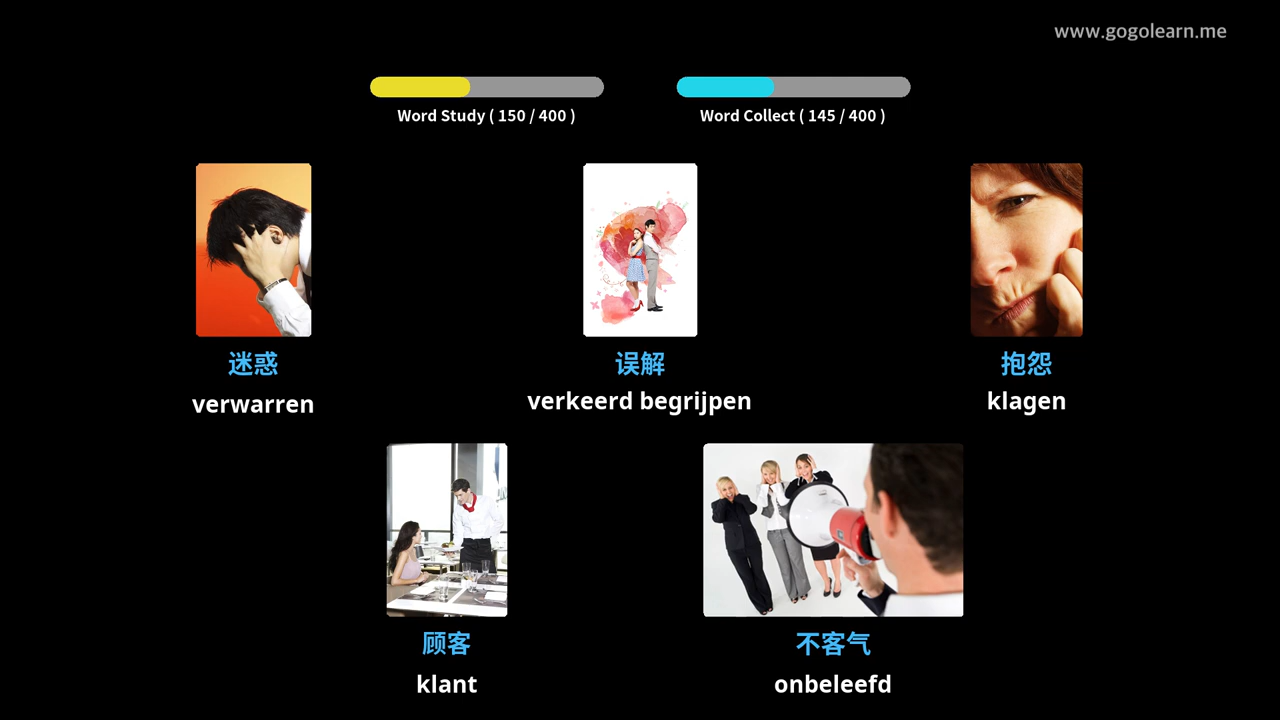 www.gogolearn.me
Word Study ( 150 / 400 )
Word Collect ( 145 / 400 )
迷惑
verwarren
误解
verkeerd begrijpen
抱怨
klagen
顾客
klant
不客气
onbeleefd